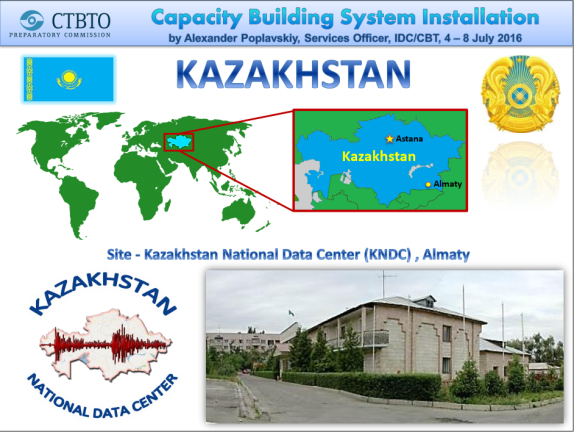 CTBTO
PREPARATORY COMMISSION
Capacity Building System Installation
by Alexander Poplavskiy, Services Officer, IDC/CBT, 4 – 8 July 2016
KAZAKHSTAN
Astana
Kazakhstan
Almaty
Site - Kazakhstan National Data Center (KNDC) , Almaty
KAZAKHSTAN
NATIONAL DATA CENTER